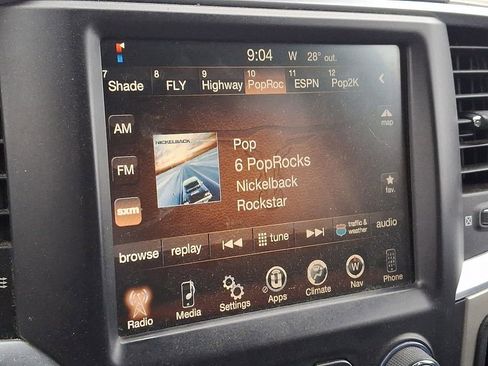 9:04 W 28° out.
7 8 9 10 11 12
Shade FLY Highway PopRoc ESPN Pop2K
AM
FM
sxm
NICKELBACK
Pop
6 PopRocks
Nickelback
Rockstar
map
fav.
browse replay tune traffic & weather audio
Radio Media Settings Apps Climate W Nav Phone